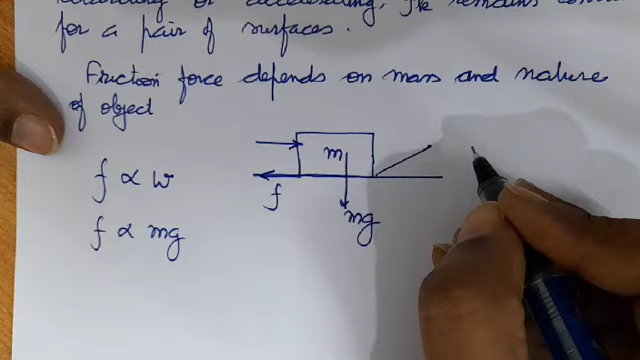 for a pair of surfaces.
Friction force depends on mass and nature
of object
f ∝ w
f ∝ mg
m
f
mg